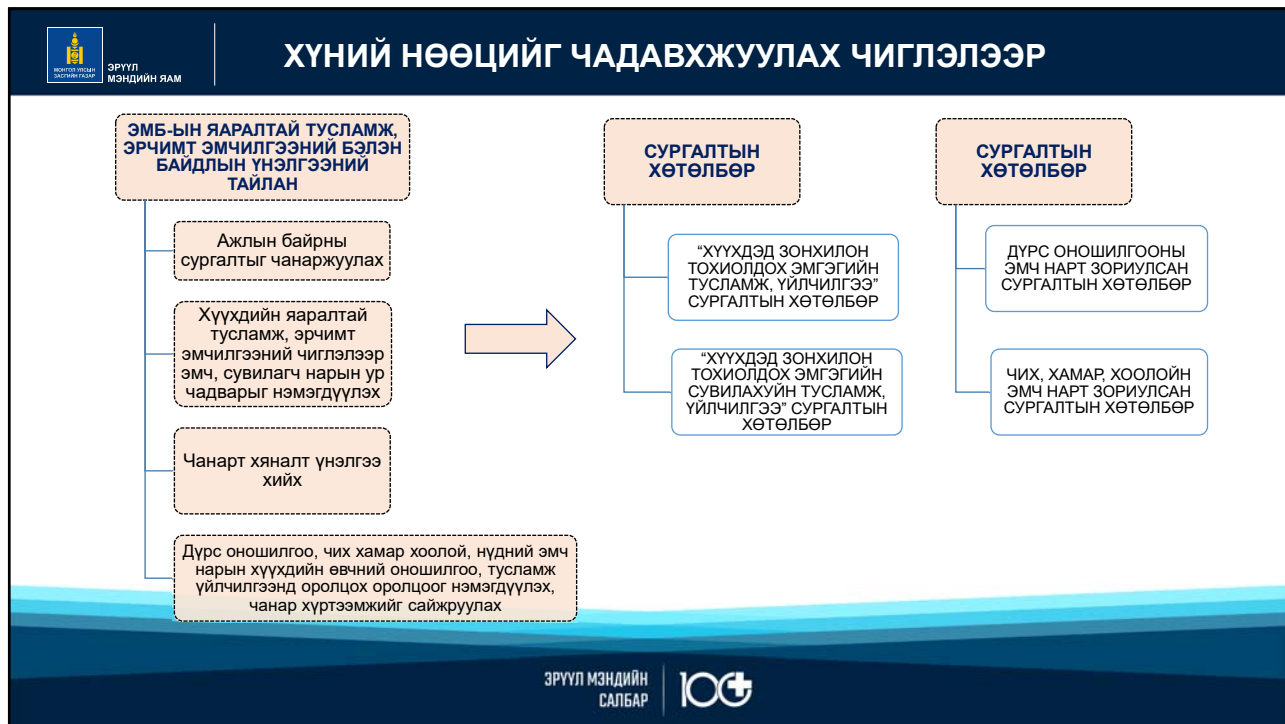 МОНГОЛ УЛСЫН
ЗАСГИЙН ГАЗАР
ЭРҮҮЛ
МЭНДИЙН ЯАМ
ХҮНИЙ НӨӨЦИЙГ ЧАДАВХЖУУЛАХ ЧИГЛЭЛЭЭР
ЭМБ-ЫН ЯАРАЛТАЙ ТУСЛАМЖ,
ЭРЧИМТ ЭМЧИЛГЭЭНИЙ БЭЛЭН
БАЙДЛЫН ҮНЭЛГЭЭНИЙ
ТАЙЛАН
Ажлын байрны
сургалтыг чанаржуулах
Хүүхдийн яаралтай
тусламж, эрчимт
эмчилгээний чиглэлээр
эмч, сувилагч нарын ур
чадварыг нэмэгдүүлэх
Чанарт хяналт үнэлгээ
хийх
Дүрс оношилгоо, чих хамар хоолой, нүдний эмч
нарын хүүхдийн өвчний оношилгоо, тусламж
үйлчилгээнд оролцох оролцоог нэмэгдүүлэх,
чанар хүртээмжийг сайжруулах
СУРГАЛТЫН
ХӨТӨЛБӨР
“ХҮҮХДЭД ЗОНХИЛОН
ТОХИОЛДОХ ЭМГЭГИЙН
ТУСЛАМЖ, ҮЙЛЧИЛГЭЭ”
СУРГАЛТЫН ХӨТӨЛБӨР
“ХҮҮХДЭД ЗОНХИЛОН
ТОХИОЛДОХ ЭМГЭГИЙН
СУВИЛАХУЙН ТУСЛАМЖ,
ҮЙЛЧИЛГЭЭ” СУРГАЛТЫН
ХӨТӨЛБӨР
СУРГАЛТЫН
ХӨТӨЛБӨР
ДҮРС ОНОШИЛГООНЫ
ЭМЧ НАРТ ЗОРИУЛСАН
СУРГАЛТЫН ХӨТӨЛБӨР
ЧИХ, ХАМАР, ХООЛОЙН
ЭМЧ НАРТ ЗОРИУЛСАН
СУРГАЛТЫН ХӨТӨЛБӨР
ЭРҮҮЛ МЭНДИЙН
САЛБАР
100